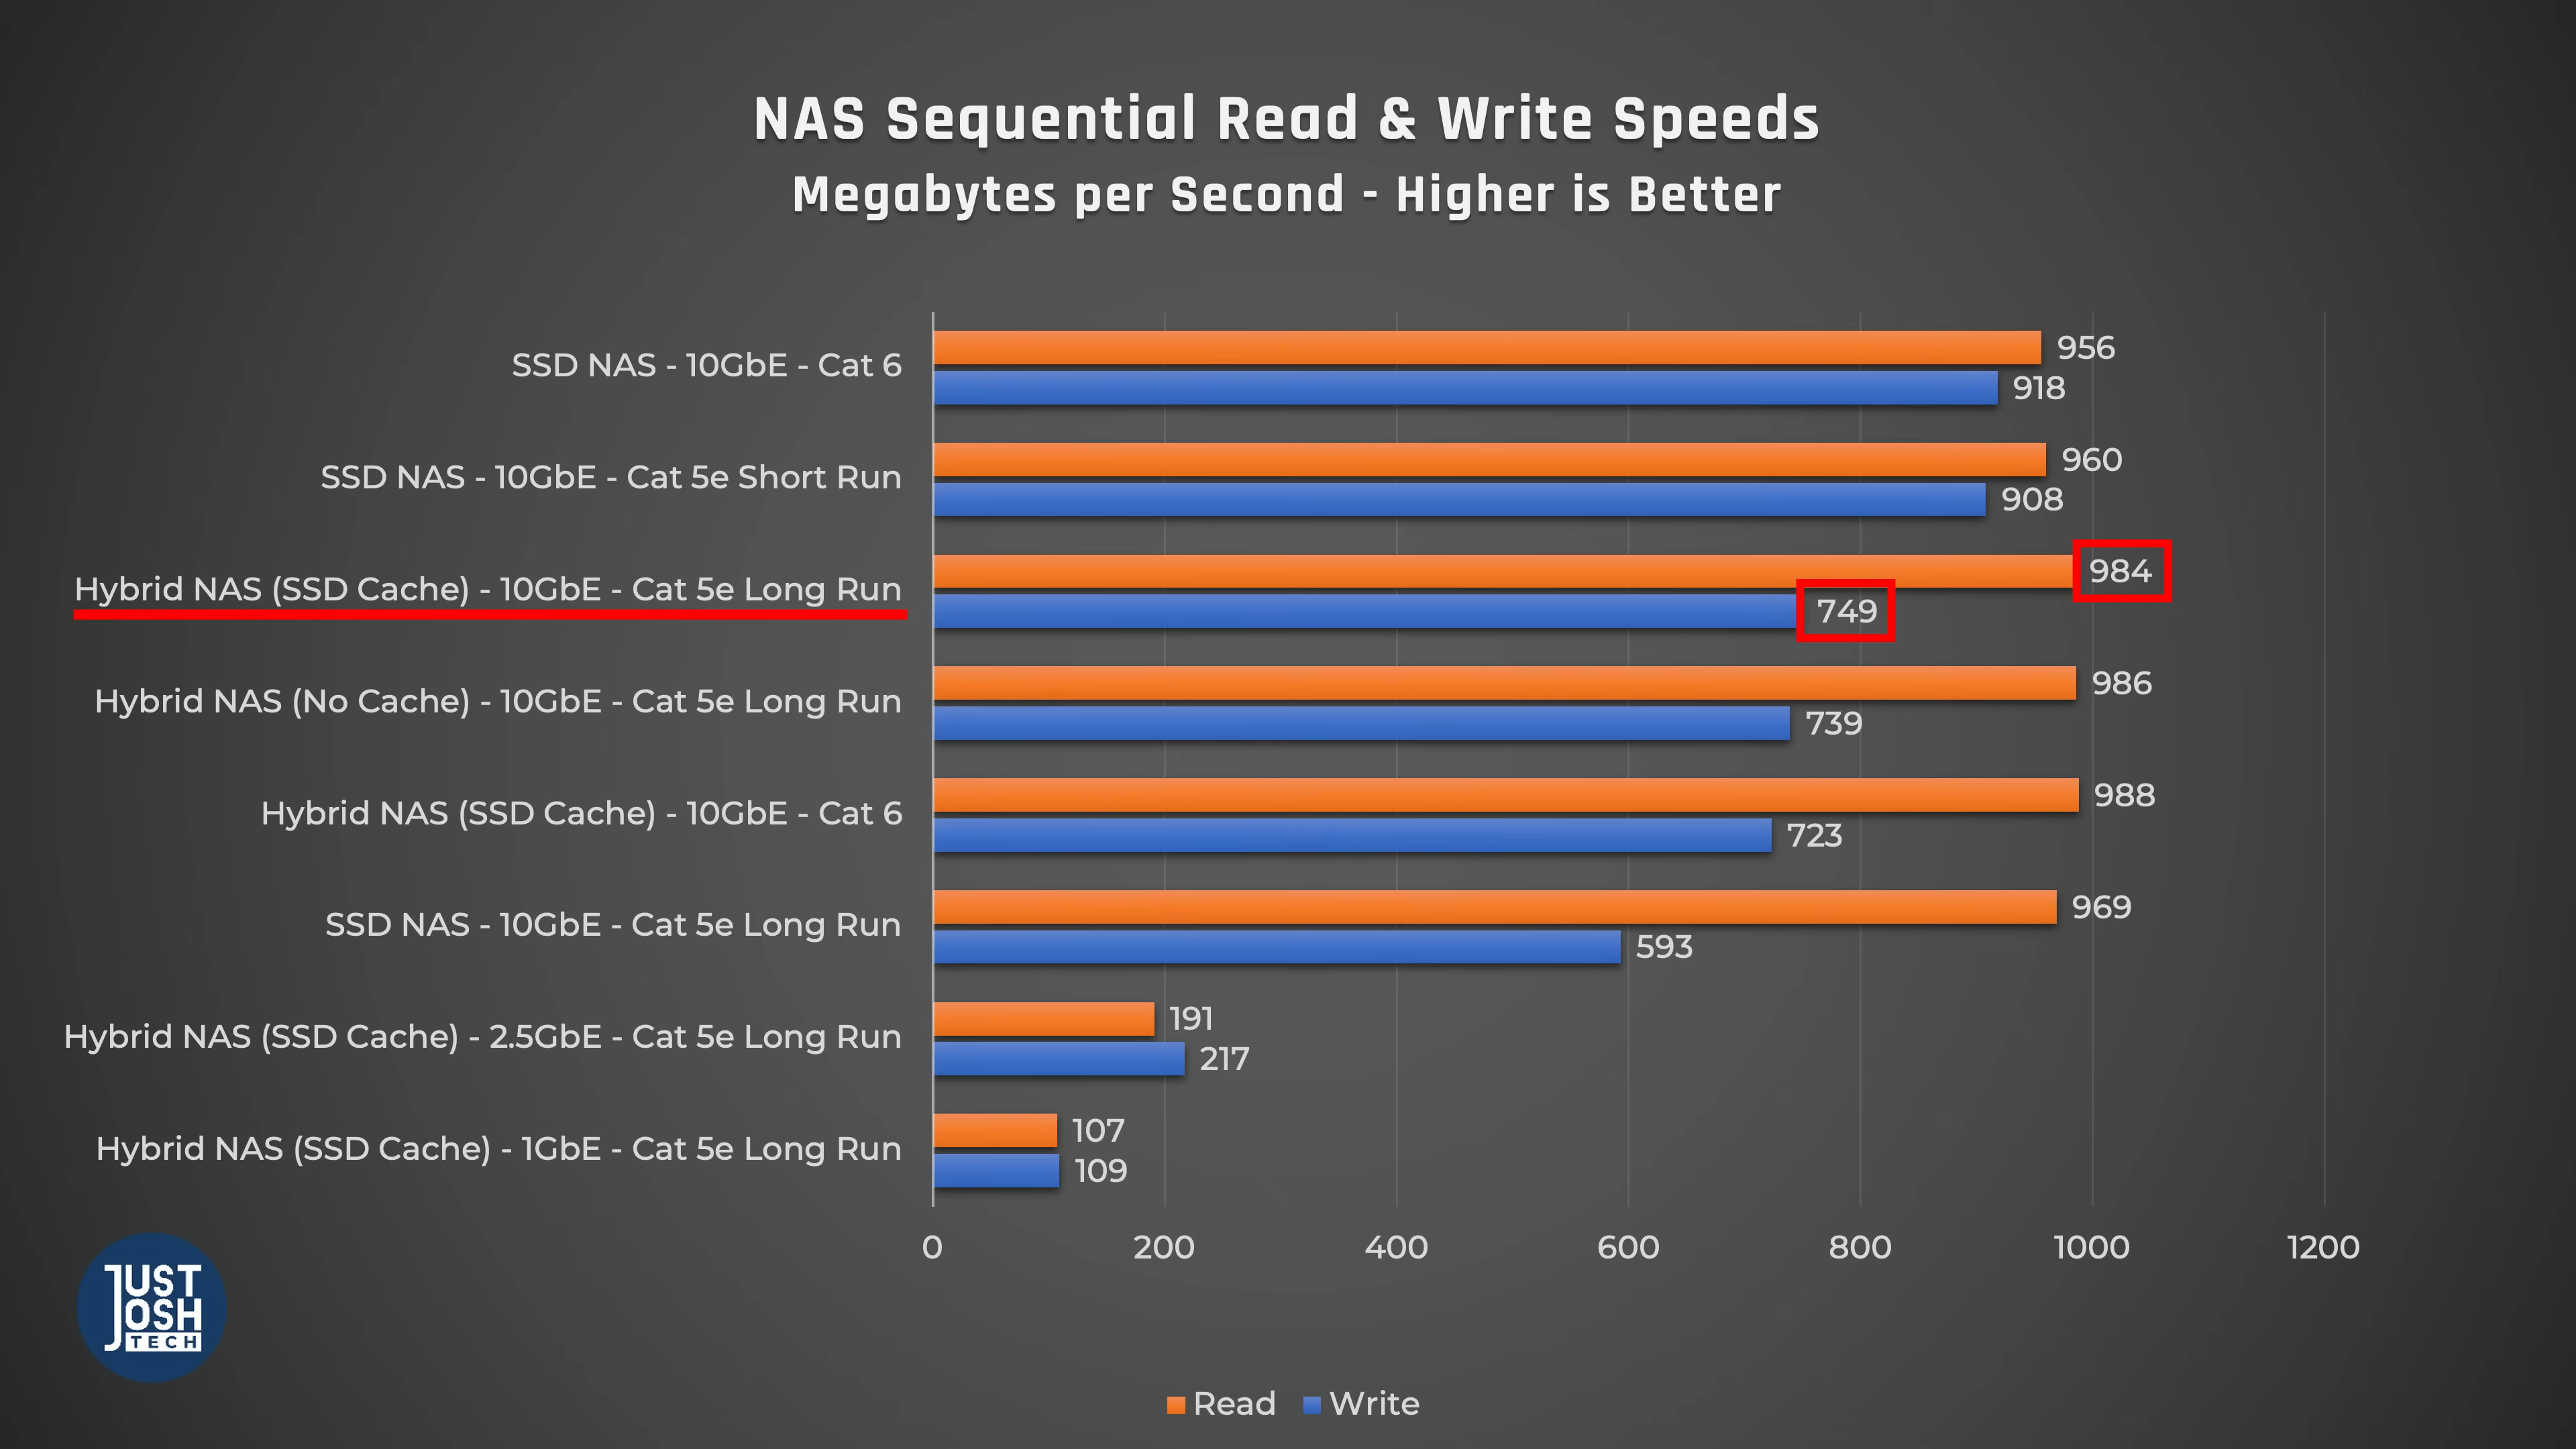 NAS Sequential Read & Write Speeds
Megabytes per Second - Higher is Better
SSD NAS - 10GbE - Cat 6
956
918
SSD NAS - 10GbE - Cat 5e Short Run
960
908
Hybrid NAS (SSD Cache) - 10GbE - Cat 5e Long Run
984
749
Hybrid NAS (No Cache) - 10GbE - Cat 5e Long Run
986
739
Hybrid NAS (SSD Cache) - 10GbE - Cat 6
988
723
SSD NAS - 10GbE - Cat 5e Long Run
969
593
Hybrid NAS (SSD Cache) - 2.5GbE - Cat 5e Long Run
191
217
Hybrid NAS (SSD Cache) - 1GbE - Cat 5e Long Run
107
109
0 200 400 600 800 1000 1200
JUST
JOSH
TECH
Read Write